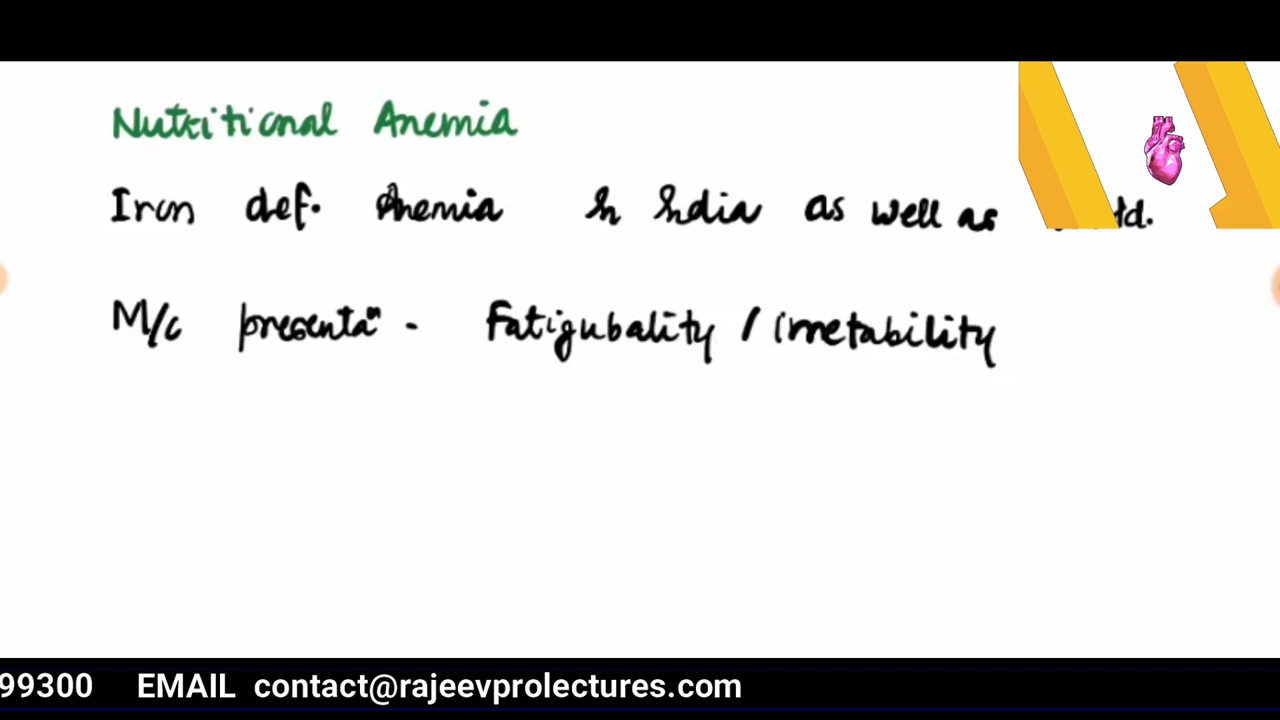 Nutritional Anemia
Iron def. Anemia In India as well as
M/c presentaⁿ - Fatigubality / irretability
99300 EMAIL contact@rajeevprolectures.com